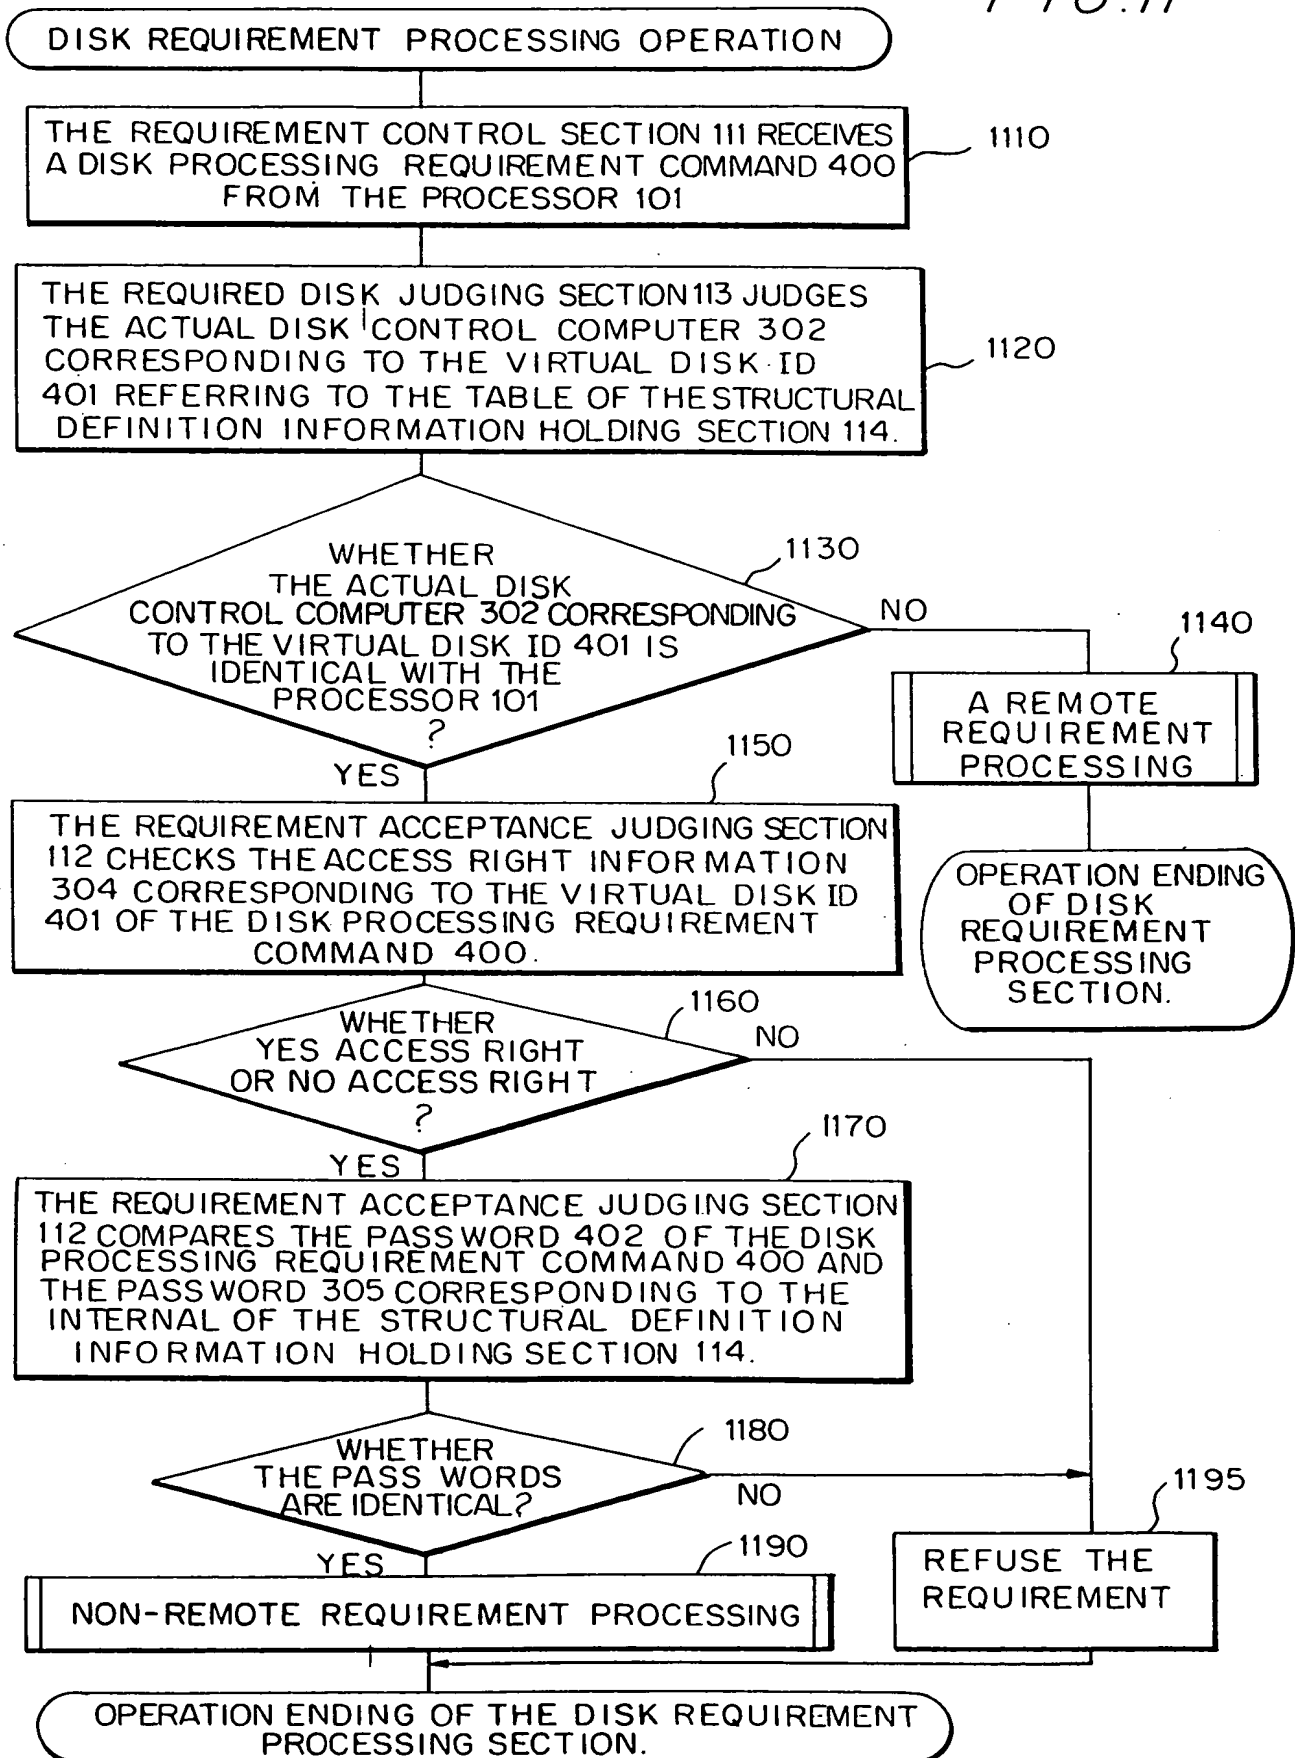 FIG.11
DISK REQUIREMENT PROCESSING OPERATION
THE REQUIREMENT CONTROL SECTION 111 RECEIVES
A DISK PROCESSING REQUIREMENT COMMAND 400
FROM THE PROCESSOR 101
1110
THE REQUIRED DISK JUDGING SECTION 113 JUDGES
THE ACTUAL DISK CONTROL COMPUTER 302
CORRESPONDING TO THE VIRTUAL DISK ID
401 REFERRING TO THE TABLE OF THE STRUCTURAL
DEFINITION INFORMATION HOLDING SECTION 114.
1120
WHETHER
THE ACTUAL DISK
CONTROL COMPUTER 302 CORRESPONDING
TO THE VIRTUAL DISK ID 401 IS
IDENTICAL WITH THE
PROCESSOR 101
?
1130
NO
1140
A REMOTE
REQUIREMENT
PROCESSING
OPERATION ENDING
OF DISK
REQUIREMENT
PROCESSING
SECTION.
YES
1150
THE REQUIREMENT ACCEPTANCE JUDGING SECTION
112 CHECKS THE ACCESS RIGHT INFORMATION
304 CORRESPONDING TO THE VIRTUAL DISK ID
401 OF THE DISK PROCESSING REQUIREMENT
COMMAND 400.
WHETHER
YES ACCESS RIGHT
OR NO ACCESS RIGHT
?
1160
NO
YES
1170
THE REQUIREMENT ACCEPTANCE JUDGING SECTION
112 COMPARES THE PASSWORD 402 OF THE DISK
PROCESSING REQUIREMENT COMMAND 400 AND
THE PASSWORD 305 CORRESPONDING TO THE
INTERNAL OF THE STRUCTURAL DEFINITION
INFORMATION HOLDING SECTION 114.
WHETHER
THE PASS WORDS
ARE IDENTICAL?
1180
NO
1195
REFUSE THE
REQUIREMENT
YES
1190
NON-REMOTE REQUIREMENT PROCESSING
OPERATION ENDING OF THE DISK REQUIREMENT
PROCESSING SECTION.